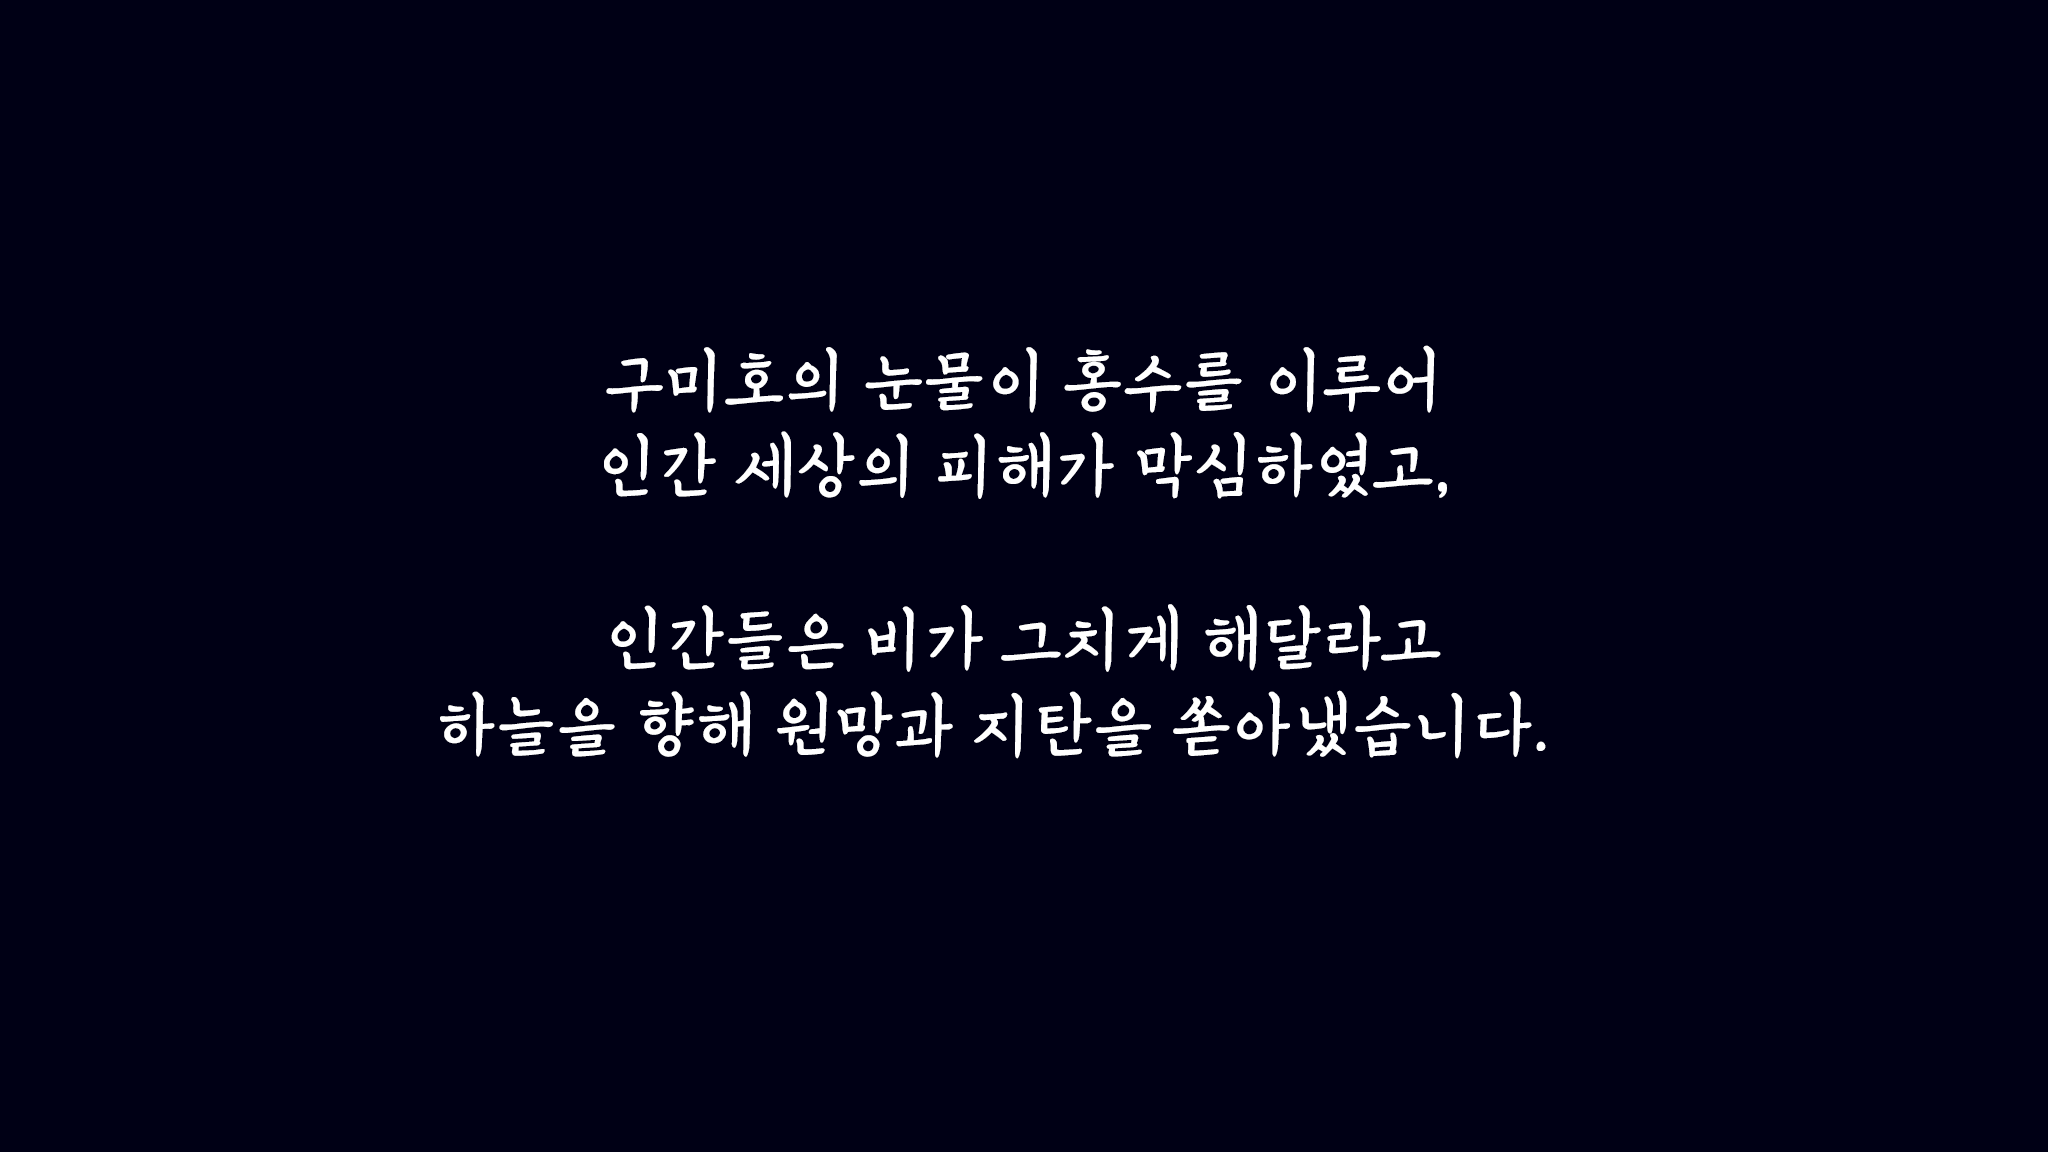 구미호의 눈물이 홍수를 이루어
인간 세상의 피해가 막심하였고,
인간들은 비가 그치게 해달라고
하늘을 향해 원망과 지탄을 쏟아냈습니다.